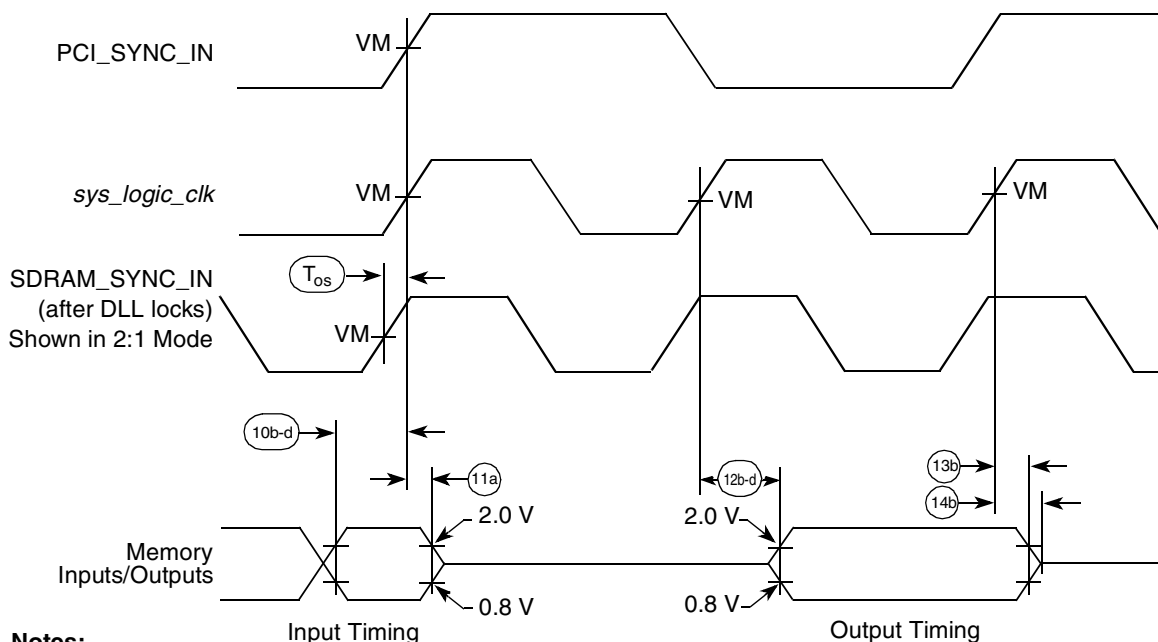 PCI_SYNC_IN
VM
sys_logic_clk
VM
VM
VM
SDRAM_SYNC_IN
(after DLL locks)
Shown in 2:1 Mode
Tos
VM
10b-d
11a
12b-d
13b
14b
2.0 V
2.0 V
Memory
Inputs/Outputs
0.8 V
0.8 V
Notes:
Input Timing
Output Timing